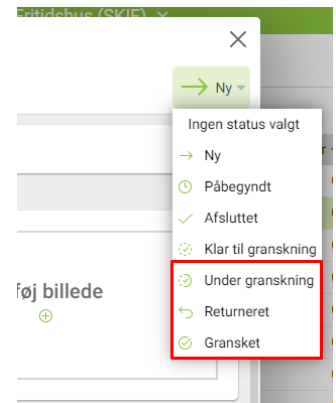 Fritidshus (SKIF)
Ny
Ingen status valgt
Ny
Påbegyndt
Afsluttet
Klar til granskning
Under granskning
føj billede
Returneret
Gransket